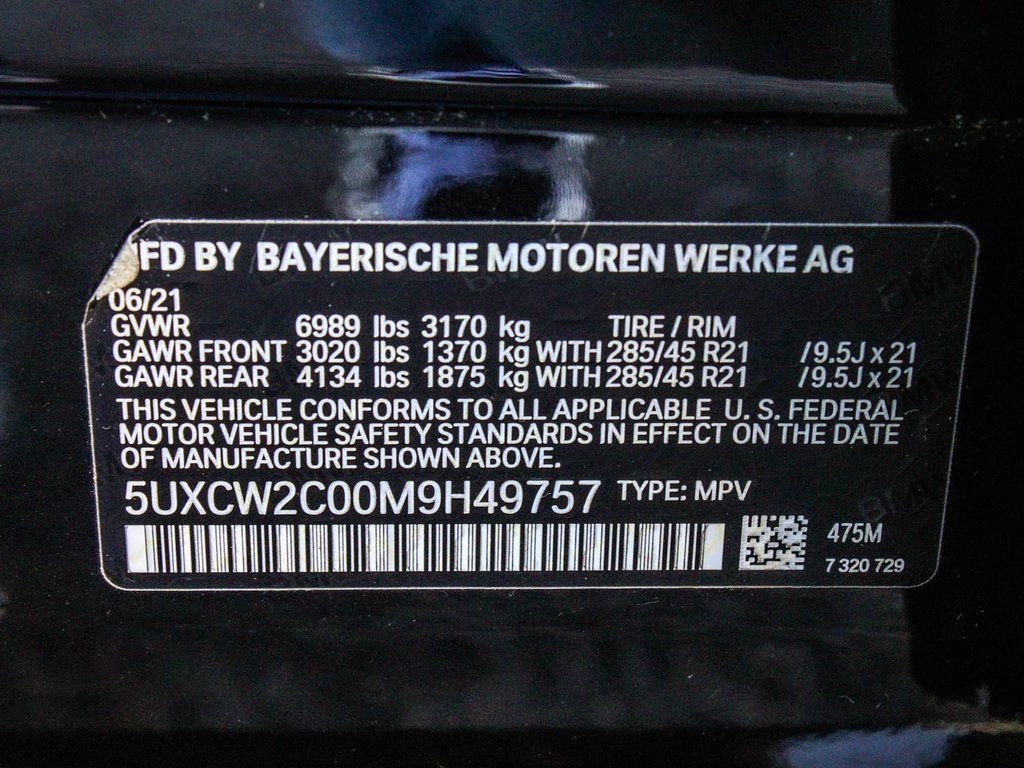 MFD BY BAYERISCHE MOTOREN WERKE AG
06/21
GVWR 6989 lbs 3170 kg TIRE / RIM
GAWR FRONT 3020 lbs 1370 kg WITH 285/45 R21 /9.5J x 21
GAWR REAR 4134 lbs 1875 kg WITH 285/45 R21 /9.5J x 21
THIS VEHICLE CONFORMS TO ALL APPLICABLE U. S. FEDERAL
MOTOR VEHICLE SAFETY STANDARDS IN EFFECT ON THE DATE
OF MANUFACTURE SHOWN ABOVE.
5UXCW2C00M9H49757 TYPE: MPV
475M
7 320 729